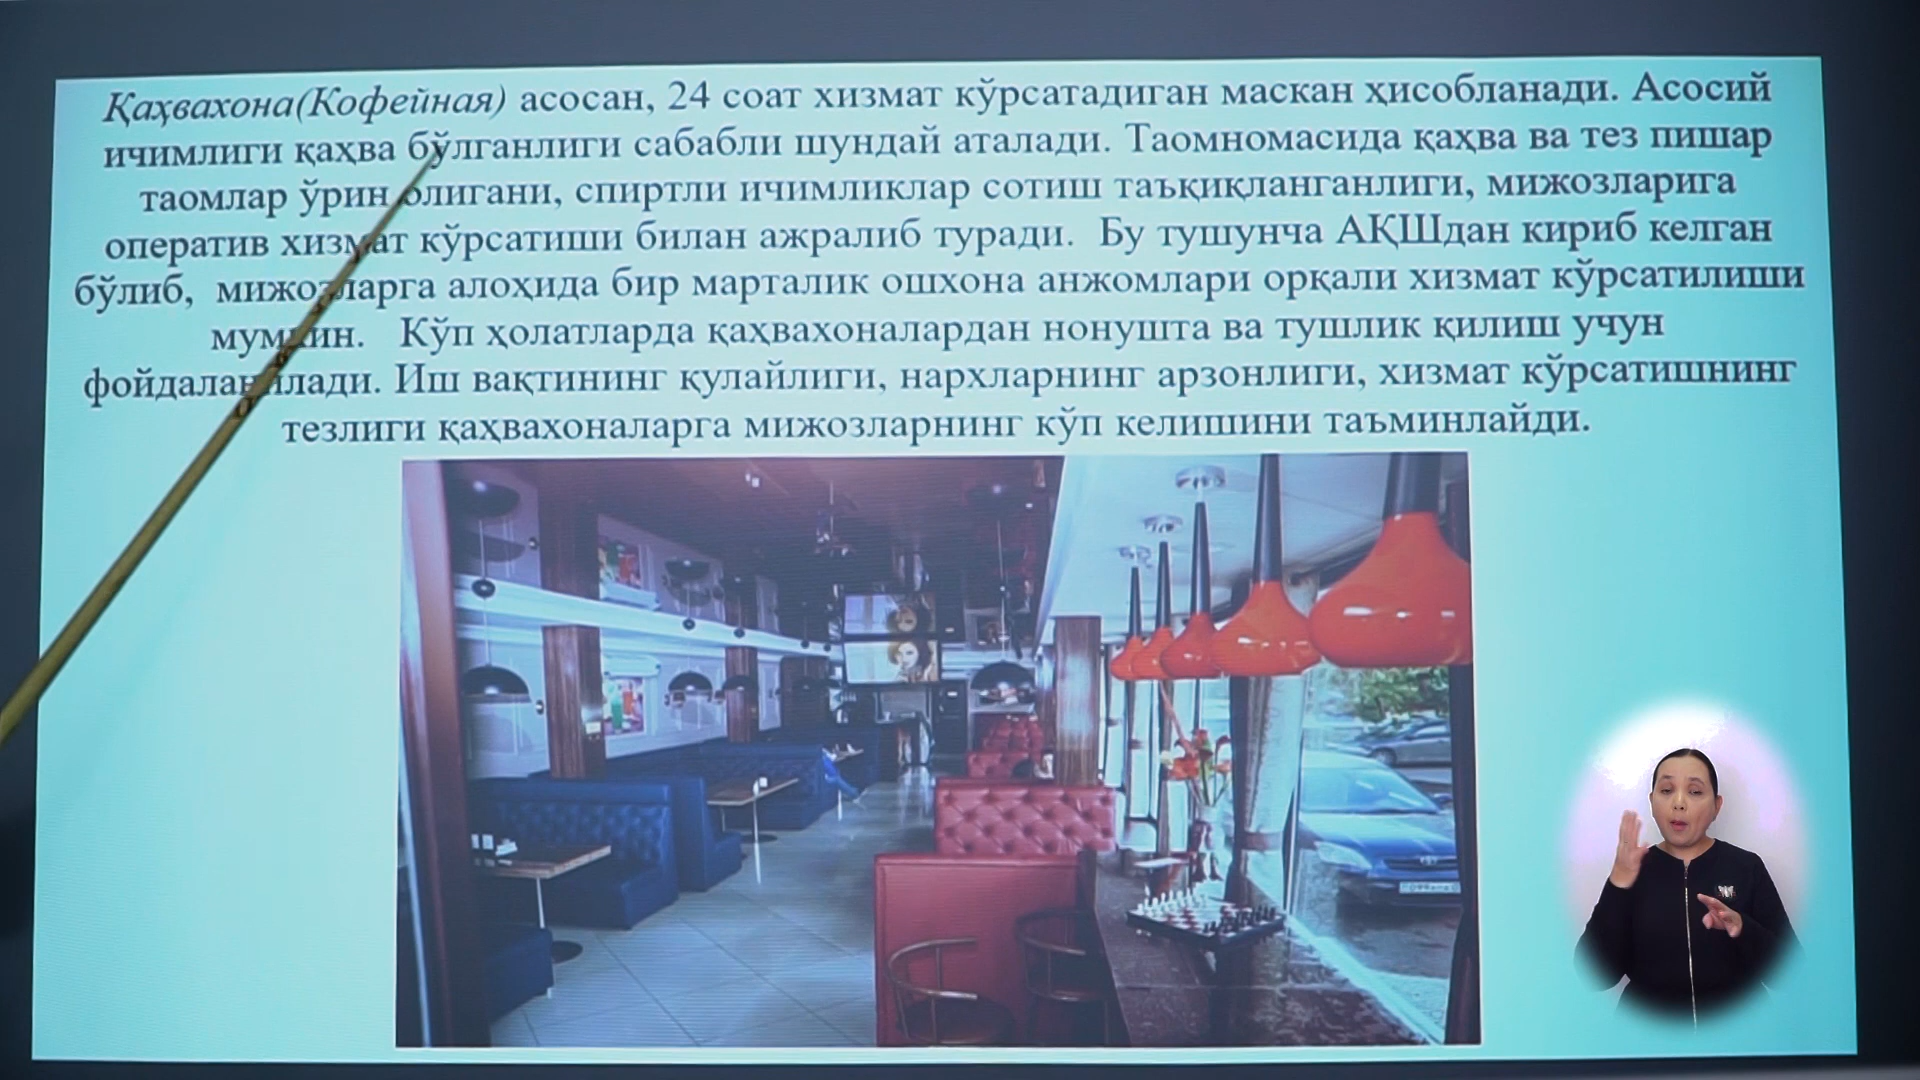 Қаҳвахона(Кофейная) асосан, 24 соат хизмат кўрсатадиган маскан ҳисобланади. Асосий
ичимлиги қаҳва бўлганлиги сабабли шундай аталади. Таомномасида қаҳва ва тез пишар
таомлар ўрин олигани, спиртли ичимликлар сотиш таъқиқланганлиги, мижозларига
оператив хизмат кўрсатиши билан ажралиб туради. Бу тушунча АҚШдан кириб келган
бўлиб, мижозларга алоҳида бир марталик ошхона анжомлари орқали хизмат кўрсатилиши
мумкин. Кўп ҳолатларда қаҳвахоналардан нонушта ва тушлик қилиш учун
фойдаланилади. Иш вақтининг қулайлиги, нархларнинг арзонлиги, хизмат кўрсатишнинг
тезлиги қаҳвахоналарга мижозларнинг кўп келишини таъминлайди.